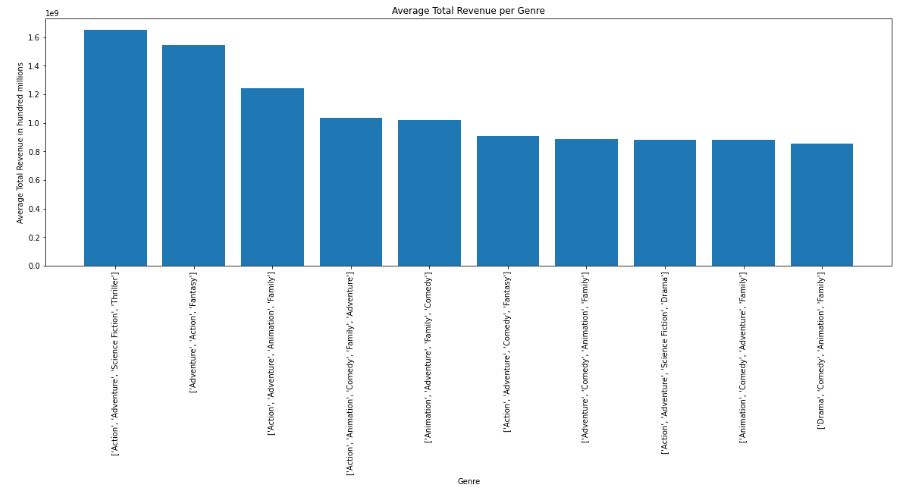 Average Total Revenue per Genre
1e9
Average Total Revenue in hundred millions
1.6
1.4
1.2
1.0
0.8
0.6
0.4
0.2
0.0
['Action', 'Adventure', 'Science Fiction', 'Thriller']
['Adventure', 'Action', 'Fantasy']
['Action', 'Adventure', 'Animation', 'Family']
['Action', 'Animation', 'Comedy', 'Family', 'Adventure']
['Animation', 'Adventure', 'Family', 'Comedy']
['Action', 'Adventure', 'Comedy', 'Fantasy']
['Adventure', 'Comedy', 'Animation', 'Family']
['Action', 'Adventure', 'Science Fiction', 'Drama']
['Animation', 'Comedy', 'Adventure', 'Family']
['Drama', 'Comedy', 'Animation', 'Family']
Genre